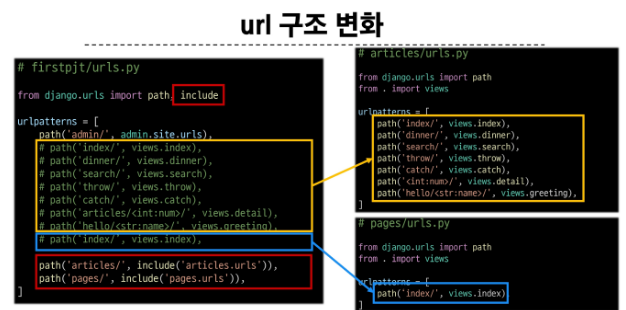 url 구조 변화
# firstpjt/urls.py
from django.urls import path, include
urlpatterns = [
path('admin/', admin.site.urls),
# path('index/', views.index),
# path('dinner/', views.dinner),
# path('search/', views.search),
# path('throw/', views.throw),
# path('catch/', views.catch),
# path('articles/<int:num>/', views.detail),
# path('hello/<str:name>/', views.greeting),
# path('index/', views.index),
path('articles/', include('articles.urls')),
path('pages/', include('pages.urls')),
]
# articles/urls.py
from django.urls import path
from . import views
urlpatterns = [
path('index/', views.index),
path('dinner/', views.dinner),
path('search/', views.search),
path('throw/', views.throw),
path('catch/', views.catch),
path('<int:num>/', views.detail),
path('hello/<str:name>/', views.greeting),
]
# pages/urls.py
from django.urls import path
from . import views
urlpatterns = [
path('index/', views.index),
]